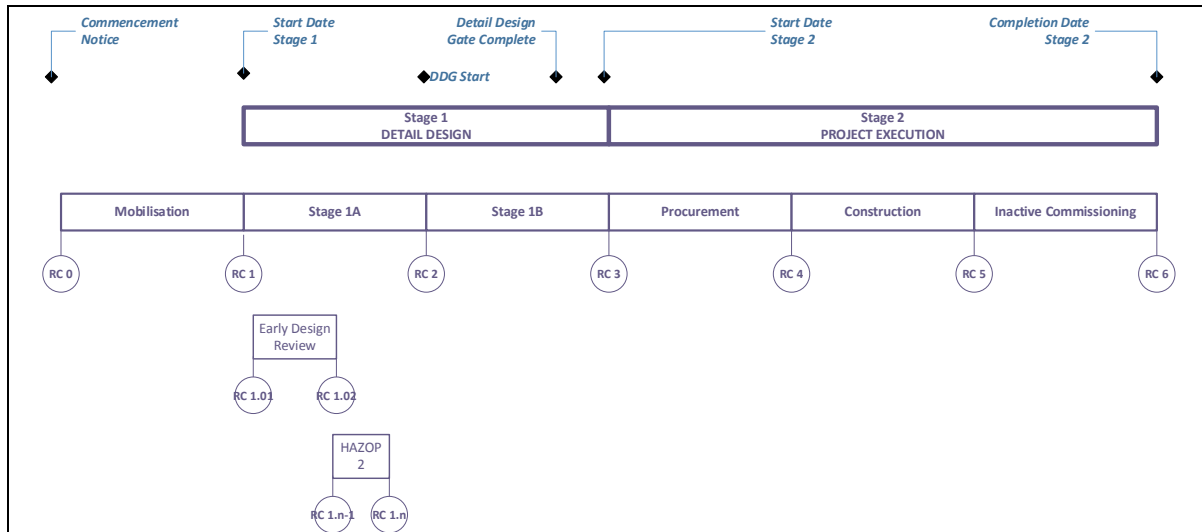 Commencement
Notice
Start Date
Stage 1
Detail Design
Gate Complete
Start Date
Stage 2
Completion Date
Stage 2
DDG Start
Stage 1
DETAIL DESIGN
Stage 2
PROJECT EXECUTION
Mobilisation
Stage 1A
Stage 1B
Procurement
Construction
Inactive Commissioning
RC 0
RC 1
RC 2
RC 3
RC 4
RC 5
RC 6
Early Design
Review
RC 1.01
RC 1.02
HAZOP
2
RC 1.n-1
RC 1.n